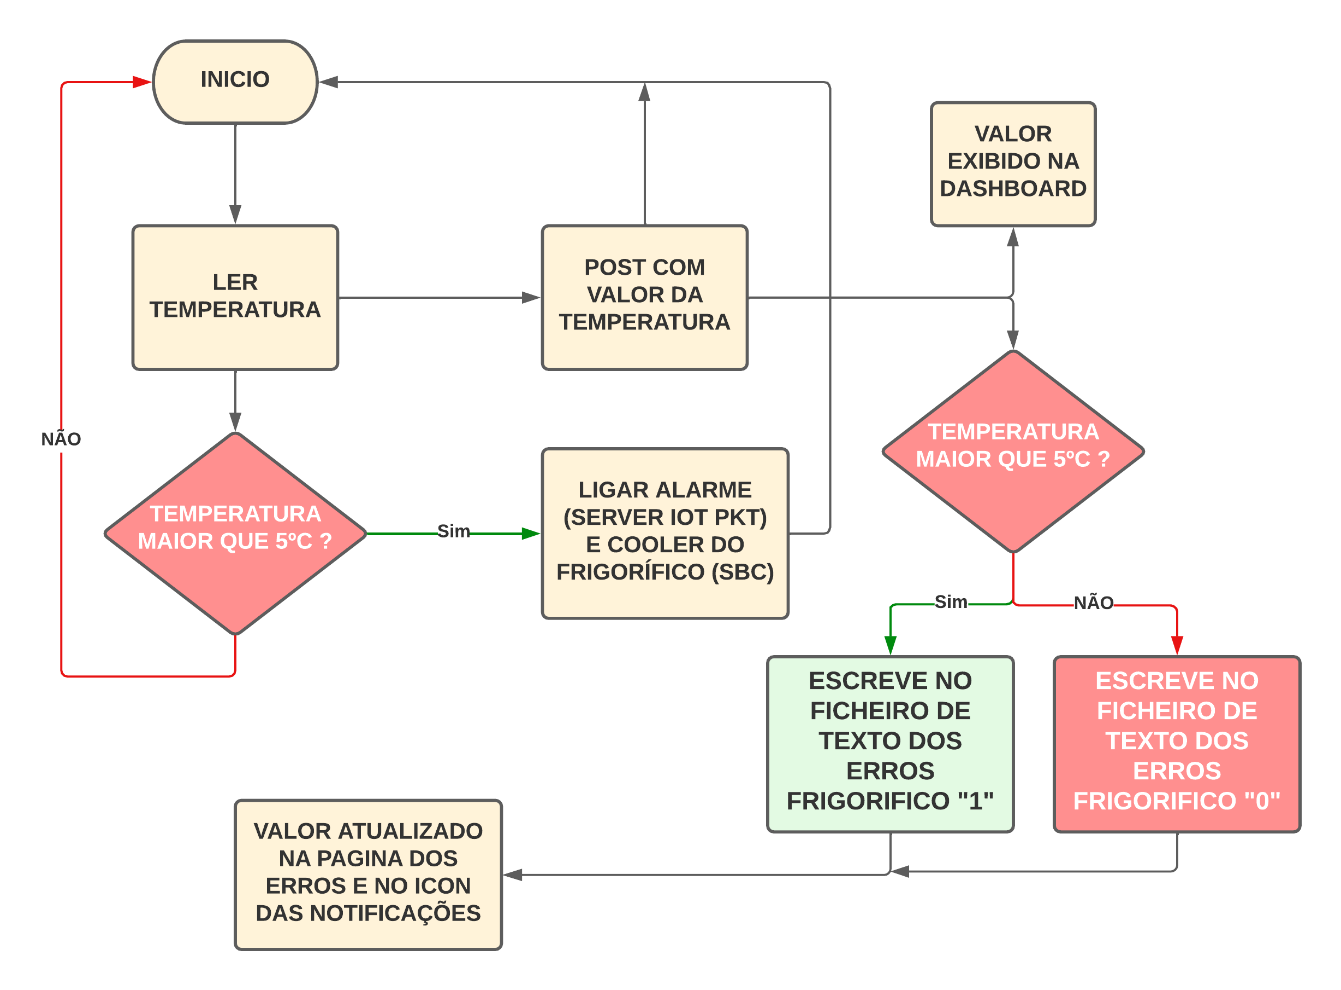 INICIO
VALOR
EXIBIDO NA
DASHBOARD
LER
TEMPERATURA
POST COM
VALOR DA
TEMPERATURA
NÃO
TEMPERATURA
MAIOR QUE 5ºC ?
Sim
LIGAR ALARME
(SERVER IOT PKT)
E COOLER DO
FRIGORÍFICO (SBC)
TEMPERATURA
MAIOR QUE 5ºC ?
Sim
NÃO
ESCREVE NO
FICHEIRO DE
TEXTO DOS
ERROS
FRIGORIFICO "1"
ESCREVE NO
FICHEIRO DE
TEXTO DOS
ERROS
FRIGORIFICO "0"
VALOR ATUALIZADO
NA PAGINA DOS
ERROS E NO ICON
DAS NOTIFICAÇÕES